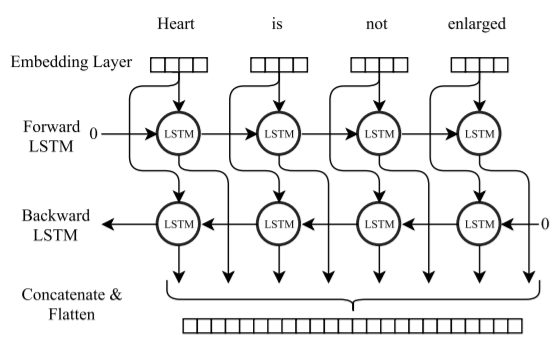 Heart is not enlarged
Embedding Layer
Forward
LSTM
0
LSTM LSTM LSTM LSTM
Backward
LSTM
LSTM LSTM LSTM LSTM
0
Concatenate &
Flatten